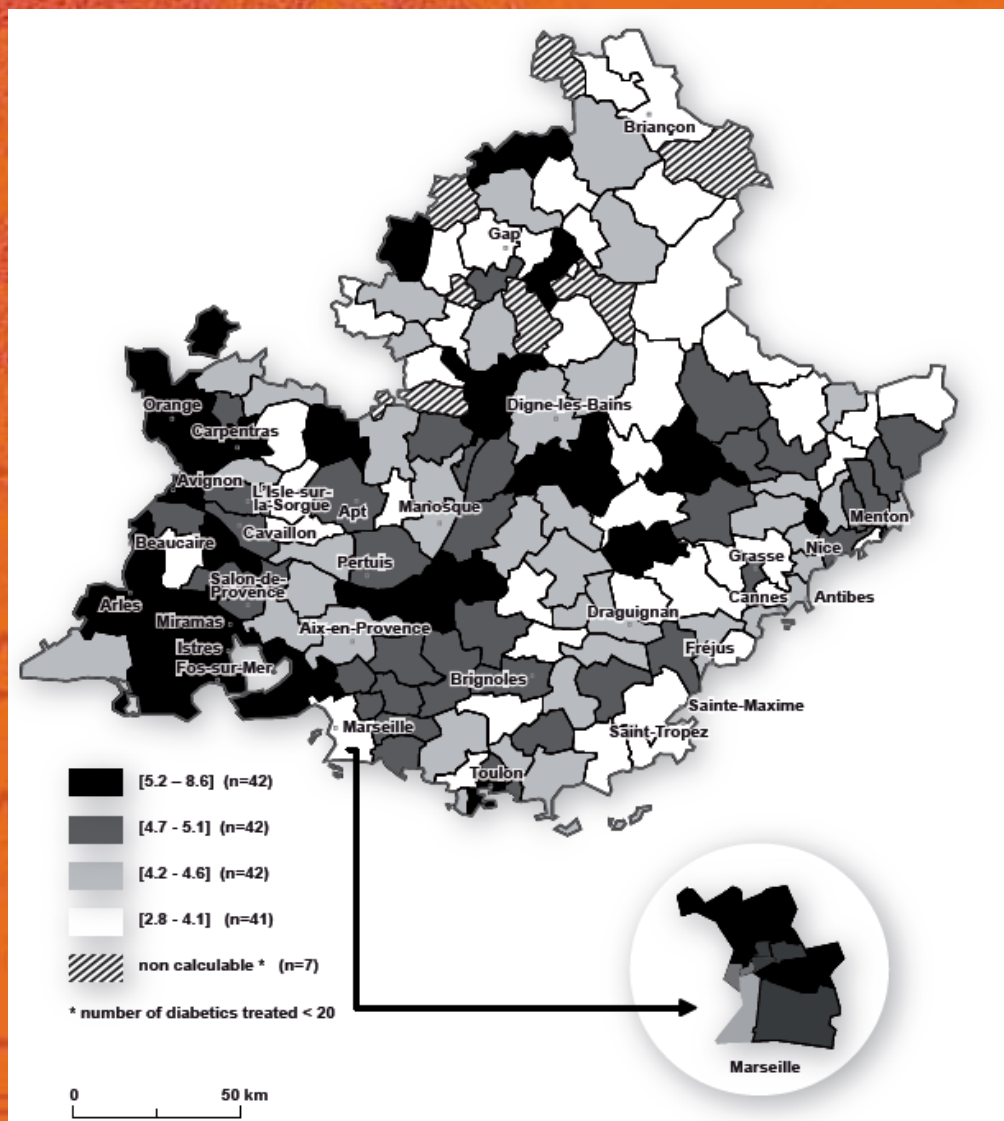 Briançon
Gap
Orange
Carpentras
Digne-les-Bains
Avignon
L'Isle-sur-
la-Sorgue
Apt
Manosque
Menton
Cavaillon
Beaucaire
Pertuis
Nice
Grasse
Salon-de-
Provence
Cannes
Antibes
Arles
Draguignan
Miramas
Aix-en-Provence
Istres
Fréjus
Fos-sur-Mer
Brignoles
Sainte-Maxime
Marseille
Saint-Tropez
Toulon
[5.2 – 8.6] (n=42)
[4.7 - 5.1] (n=42)
[4.2 - 4.6] (n=42)
[2.8 - 4.1] (n=41)
non calculable * (n=7)
* number of diabetics treated < 20
Marseille
0 50 km